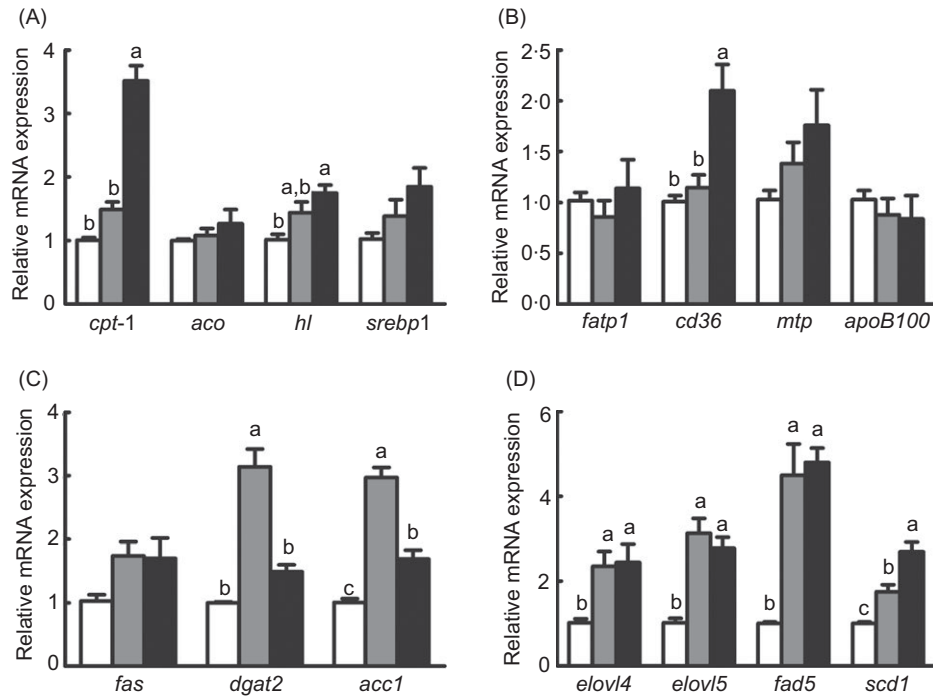 (A)
Relative mRNA expression
4
3
2
1
0
b
b
a
b
a,b
a
cpt-1
aco
hl
srebp1
(B)
Relative mRNA expression
2·5
2·0
1·5
1·0
0·5
0·0
b
b
a
fatp1
cd36
mtp
apoB100
(C)
Relative mRNA expression
4
3
2
1
0
b
a
b
c
a
b
fas
dgat2
acc1
(D)
Relative mRNA expression
6
4
2
0
b
a
a
b
a
a
b
a
a
c
b
a
elovl4
elovl5
fad5
scd1